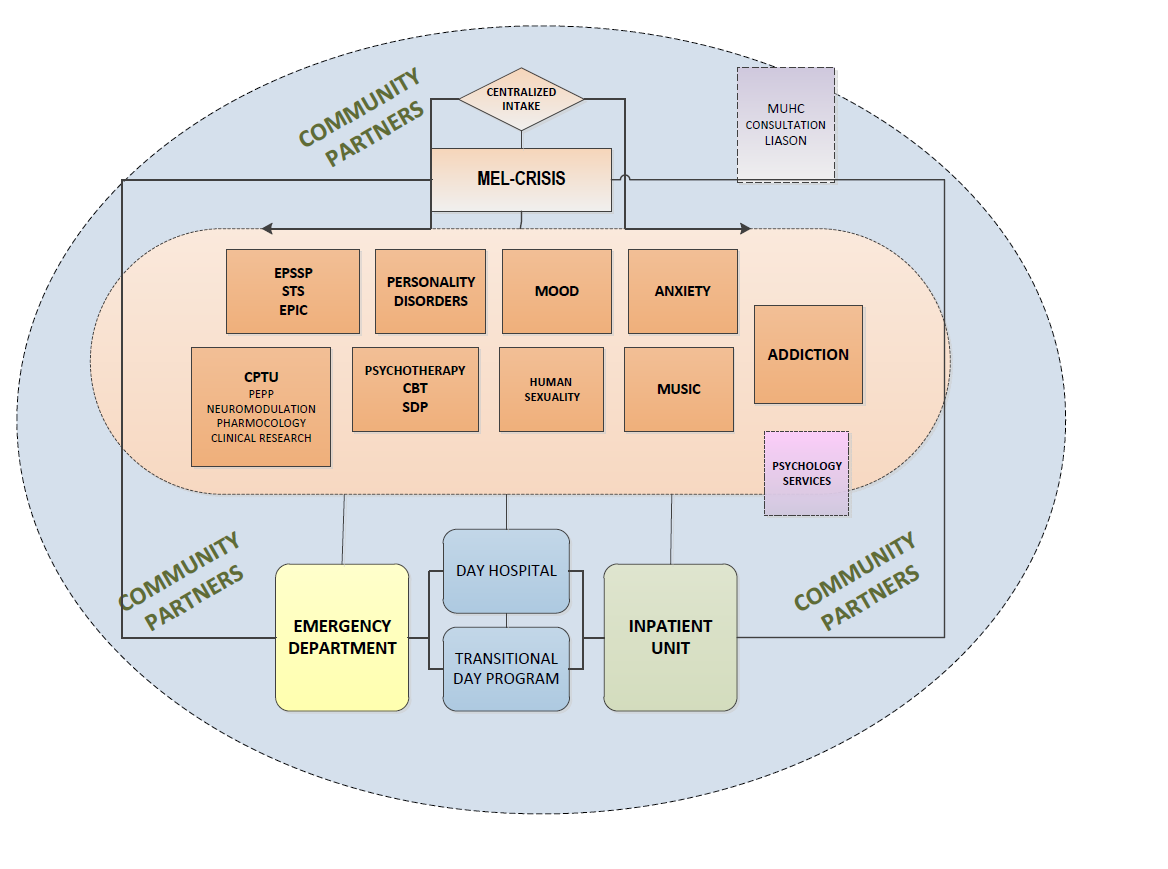 COMMUNITY
PARTNERS
CENTRALIZED
INTAKE
MUHC
CONSULTATION
LIASON
MEL-CRISIS
EPSSP
STS
EPIC
PERSONALITY
DISORDERS
MOOD
ANXIETY
ADDICTION
CPTU
PEPP
NEUROMODULATION
PHARMOCOLOGY
CLINICAL RESEARCH
PSYCHOTHERAPY
CBT
SDP
HUMAN
SEXUALITY
MUSIC
PSYCHOLOGY
SERVICES
COMMUNITY
PARTNERS
EMERGENCY
DEPARTMENT
DAY HOSPITAL
TRANSITIONAL
DAY PROGRAM
INPATIENT
UNIT
COMMUNITY
PARTNERS